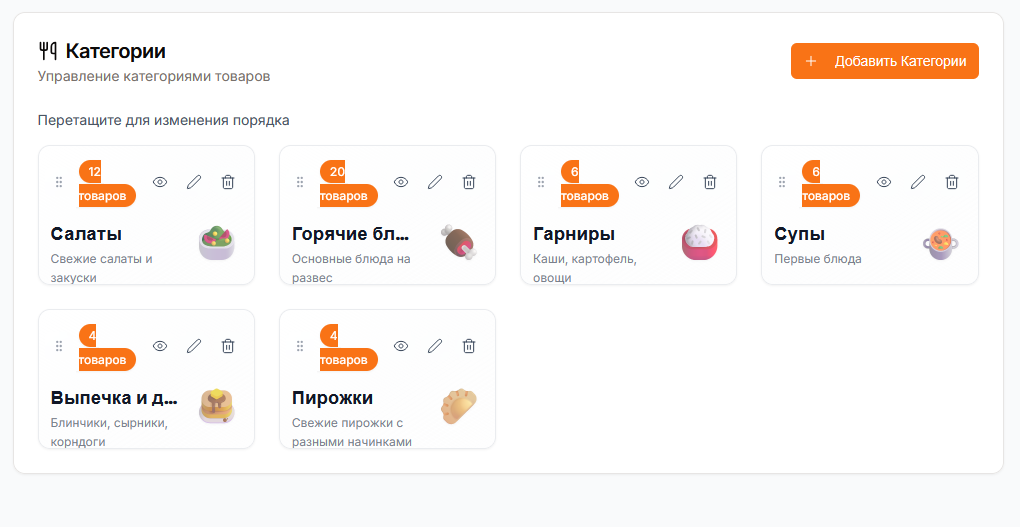 Категории
Управление категориями товаров
+ Добавить Категории
Перетащите для изменения порядка
12
товаров
Салаты
Свежие салаты и
закуски
20
товаров
Горячие бл...
Основные блюда на
развес
6
товаров
Гарниры
Каши, картофель,
овощи
6
товаров
Супы
Первые блюда
4
товаров
Выпечка и д...
Блинчики, сырники,
корндоги
4
товаров
Пирожки
Свежие пирожки с
разными начинками